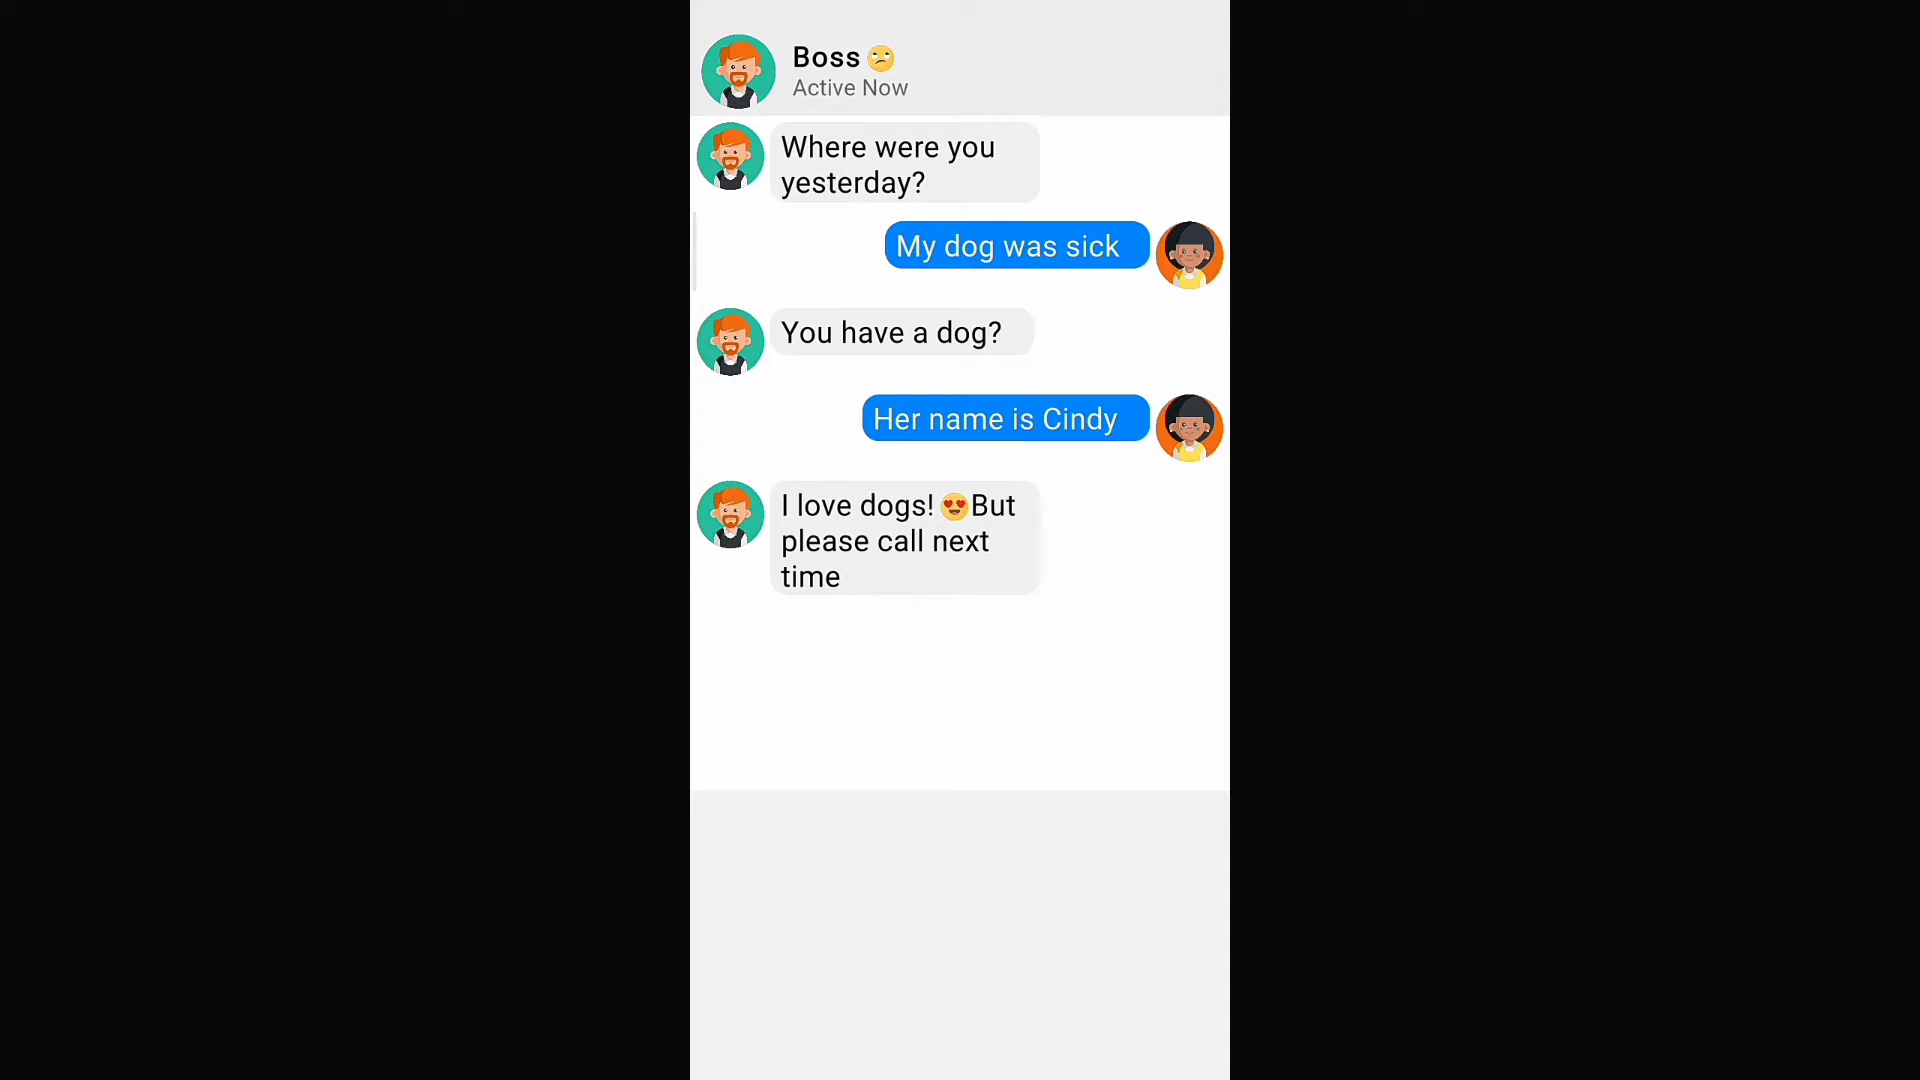 Boss 🙄
Active Now
Where were you
yesterday?
My dog was sick
You have a dog?
Her name is Cindy
I love dogs! 😍But
please call next
time